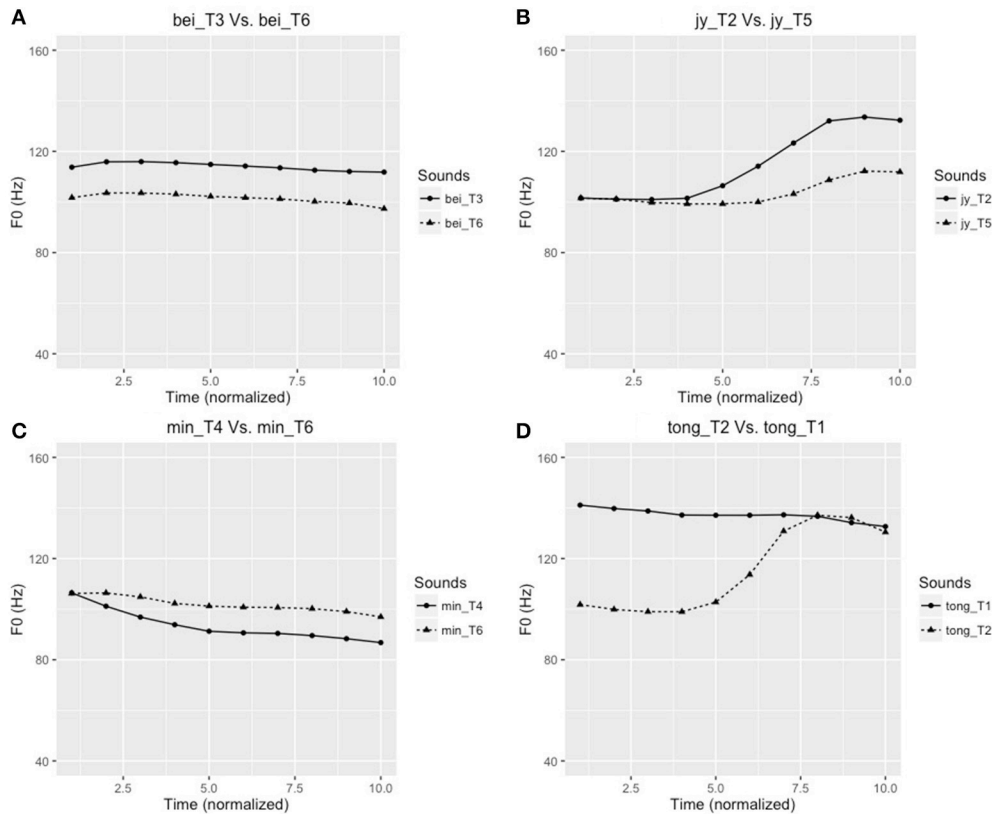 A
bei_T3 Vs. bei_T6
160
120
80
40
F0 (Hz)
2.5 5.0 7.5 10.0
Time (normalized)
Sounds
bei_T3
bei_T6
B
jy_T2 Vs. jy_T5
160
120
80
40
F0 (Hz)
2.5 5.0 7.5 10.0
Time (normalized)
Sounds
jy_T2
jy_T5
C
min_T4 Vs. min_T6
160
120
80
40
F0 (Hz)
2.5 5.0 7.5 10.0
Time (normalized)
Sounds
min_T4
min_T6
D
tong_T2 Vs. tong_T1
160
120
80
40
F0 (Hz)
2.5 5.0 7.5 10.0
Time (normalized)
Sounds
tong_T1
tong_T2